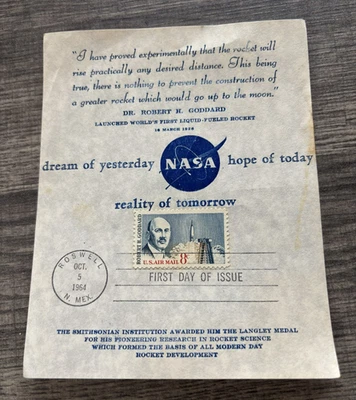 "I have proved experimentally that the rocket will
rise practically any desired distance. This being
true, there is nothing to prevent the construction of
a greater rocket which would go up to the moon."
DR. ROBERT H. GODDARD
LAUNCHED WORLD'S FIRST LIQUID-FUELED ROCKET
16 MARCH 1926
dream of yesterday NASA hope of today
reality of tomorrow
ROBERT H. GODDARD
U.S. AIR MAIL 8c
ROSWELL
OCT.
5
1964
N. MEX.
FIRST DAY OF ISSUE
THE SMITHSONIAN INSTITUTION AWARDED HIM THE LANGLEY MEDAL
FOR HIS PIONEERING RESEARCH IN ROCKET SCIENCE
WHICH FORMED THE BASIS OF ALL MODERN DAY
ROCKET DEVELOPMENT